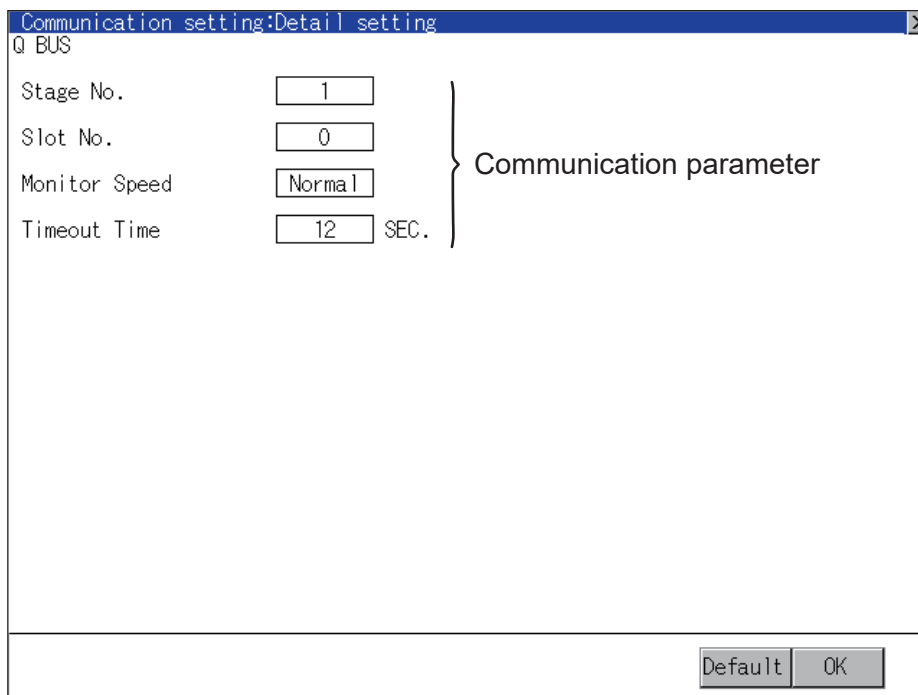 Communication setting:Detail setting
Q BUS
Stage No. 1
Slot No. 0
Monitor Speed Normal
Timeout Time 12 SEC.
Communication parameter
Default OK